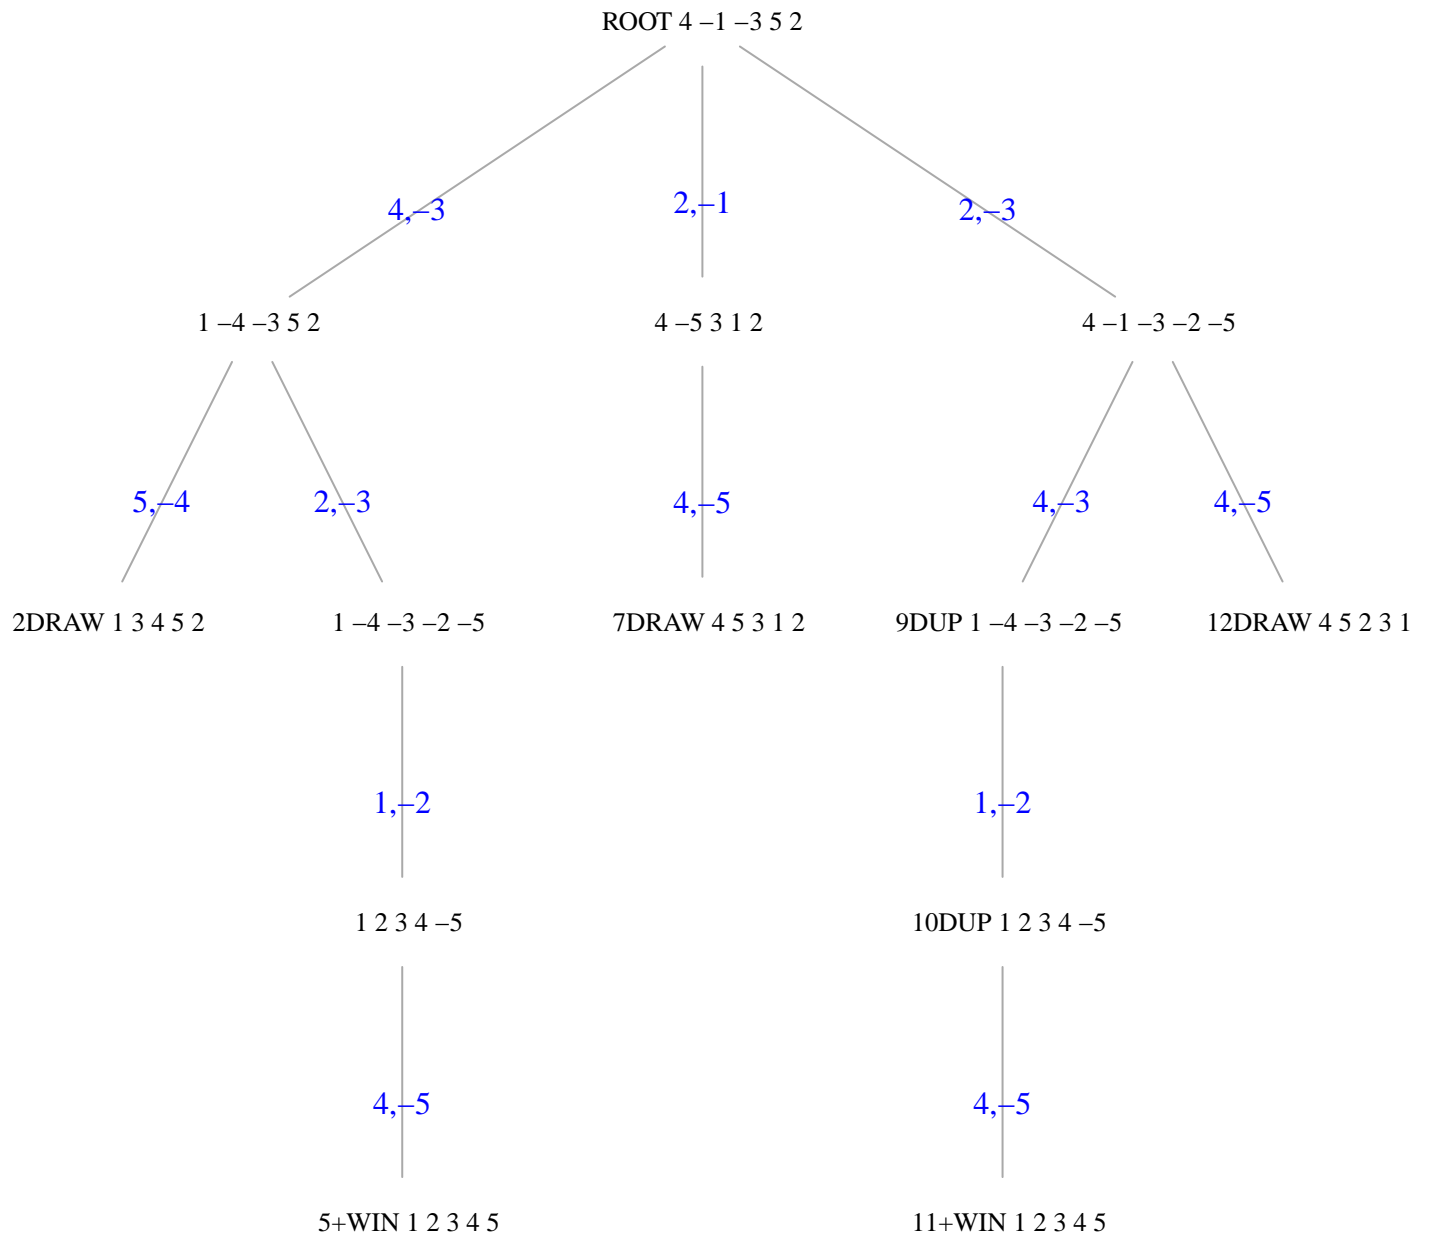 ROOT 4 –1 –3 5 2
4,–3
2,–1
2,–3
1 –4 –3 5 2
4 –5 3 1 2
4 –1 –3 –2 –5
5,–4
2,–3
4,–5
4,–3
4,–5
2DRAW 1 3 4 5 2
1 –4 –3 –2 –5
7DRAW 4 5 3 1 2
9DUP 1 –4 –3 –2 –5
12DRAW 4 5 2 3 1
1,–2
1,–2
1 2 3 4 –5
10DUP 1 2 3 4 –5
4,–5
4,–5
5+WIN 1 2 3 4 5
11+WIN 1 2 3 4 5